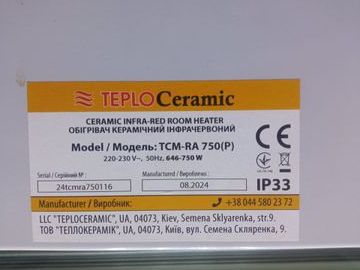 TEPLOCeramic
CERAMIC INFRA-RED ROOM HEATER
ОБІГРІВАЧ КЕРАМІЧНИЙ ІНФРАЧЕРВОНИЙ
Model / Модель: TCM-RA 750(P)
220-230 V~, 50Hz, 646-750 W
CE
Serial / Серійний №:
Manufactured / Вироблено:
24tcmra750116
08.2024
IP33
Manufacturer / Виробник
+38 044 580 23 72
LLC "TEPLOCERAMIC", UA, 04073, Kiev, Semena Sklyarenka, str.9.
ТОВ "ТЕПЛОКЕРАМІК", UA, 04073, Київ, вул. Семена Скляренка, 9.